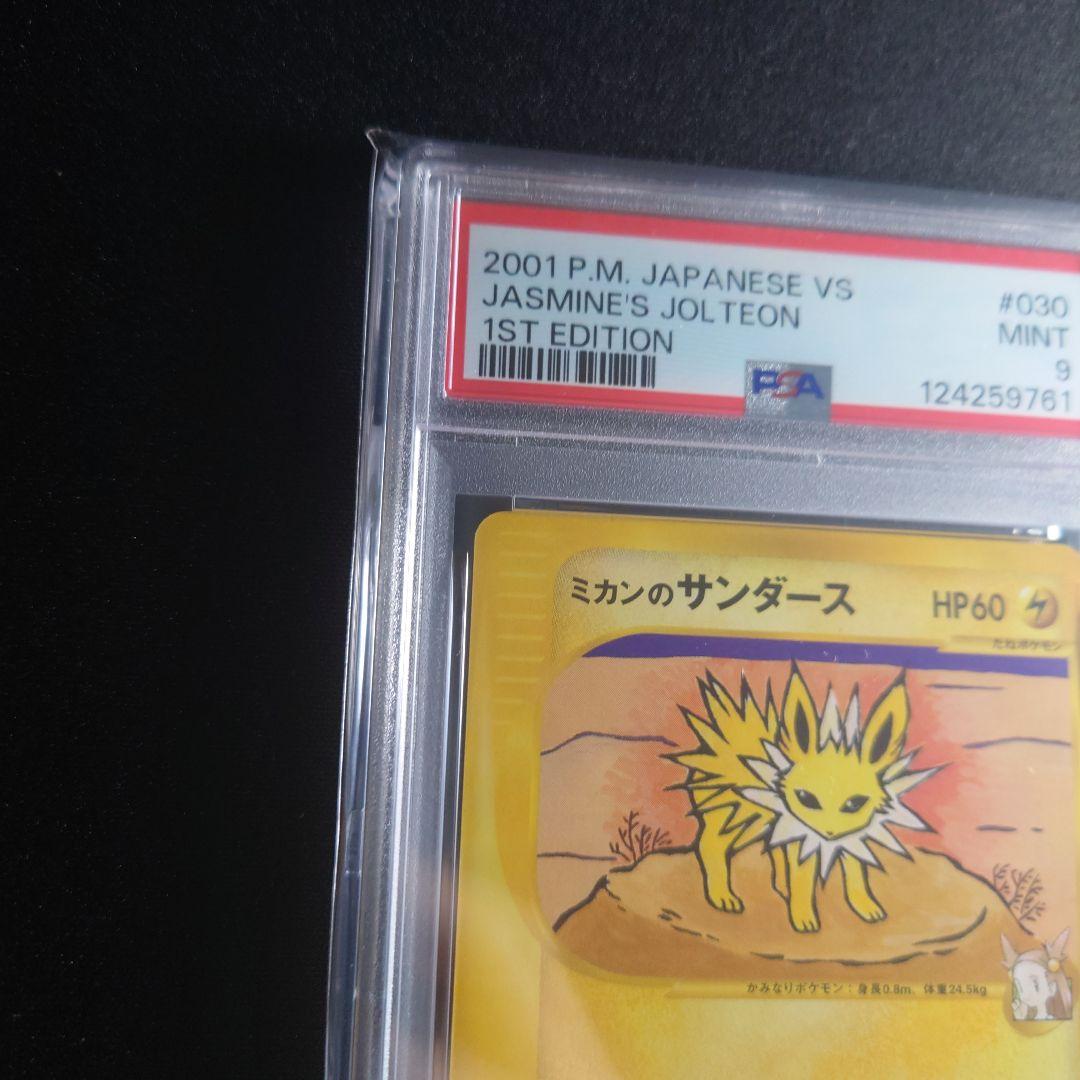 2001 P.M. JAPANESE VS #030
JASMINE'S JOLTEON MINT
1ST EDITION 9
PSA 124259761
ミカンのサンダース HP60
たねポケモン
かみなりポケモン：身長0.8m、体重24.5kg